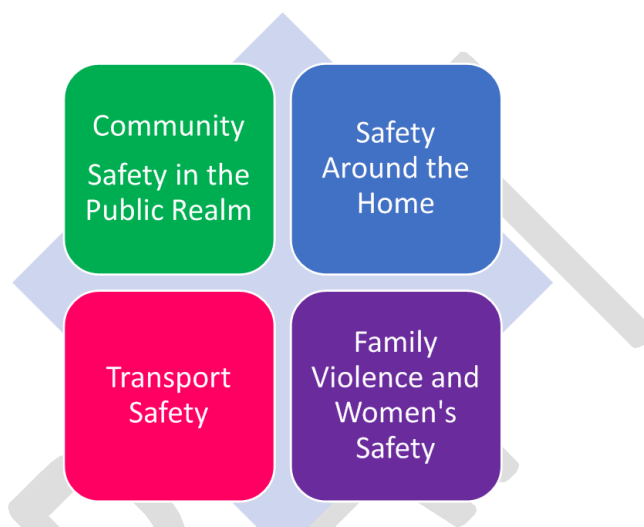 Community
Safety in the
Public Realm
Safety
Around the
Home
Transport
Safety
Family
Violence and
Women's
Safety